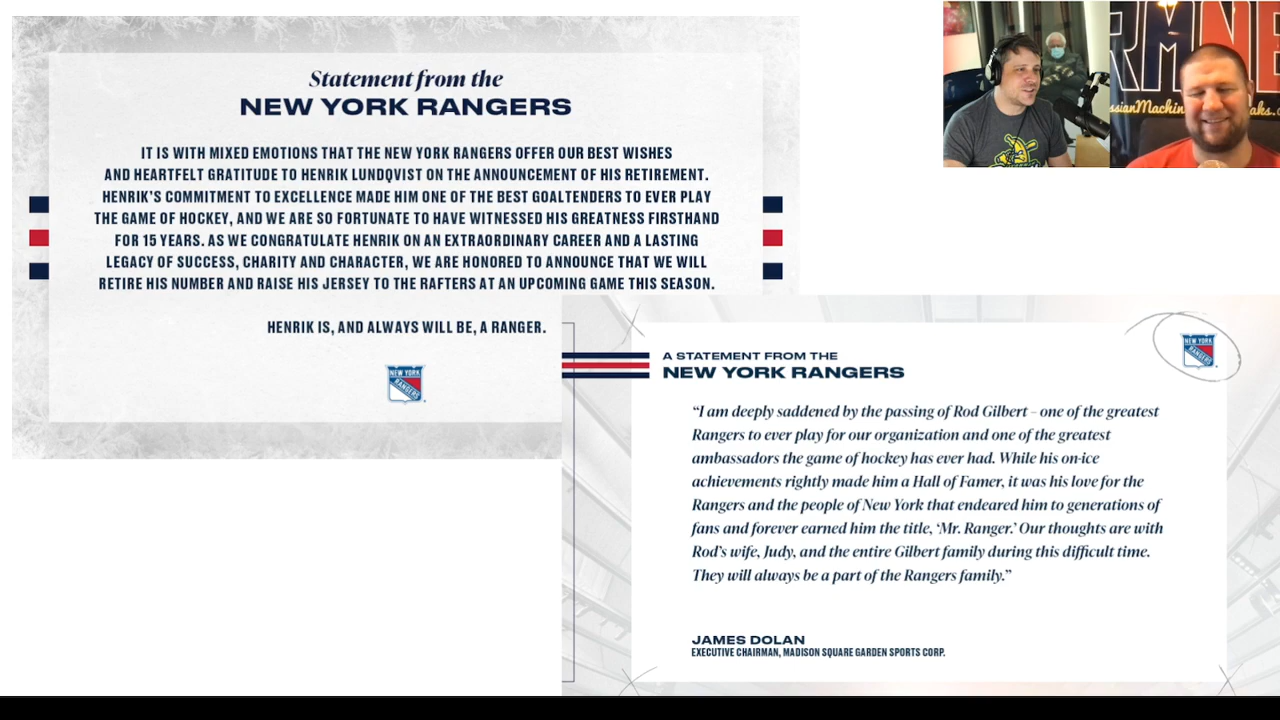 Statement from the
NEW YORK RANGERS
IT IS WITH MIXED EMOTIONS THAT THE NEW YORK RANGERS OFFER OUR BEST WISHES
AND HEARTFELT GRATITUDE TO HENRIK LUNDQVIST ON THE ANNOUNCEMENT OF HIS RETIREMENT.
HENRIK'S COMMITMENT TO EXCELLENCE MADE HIM ONE OF THE BEST GOALTENDERS TO EVER PLAY
THE GAME OF HOCKEY, AND WE ARE SO FORTUNATE TO HAVE WITNESSED HIS GREATNESS FIRSTHAND
FOR 15 YEARS. AS WE CONGRATULATE HENRIK ON AN EXTRAORDINARY CAREER AND A LASTING
LEGACY OF SUCCESS, CHARITY AND CHARACTER, WE ARE HONORED TO ANNOUNCE THAT WE WILL
RETIRE HIS NUMBER AND RAISE HIS JERSEY TO THE RAFTERS AT AN UPCOMING GAME THIS SEASON.
HENRIK IS, AND ALWAYS WILL BE, A RANGER.
NEW YORK
RANGERS
A STATEMENT FROM THE
NEW YORK RANGERS
NEW YORK
RANGERS
“I am deeply saddened by the passing of Rod Gilbert – one of the greatest
Rangers to ever play for our organization and one of the greatest
ambassadors the game of hockey has ever had. While his on-ice
achievements rightly made him a Hall of Famer, it was his love for the
Rangers and the people of New York that endeared him to generations of
fans and forever earned him the title, ‘Mr. Ranger.’ Our thoughts are with
Rod's wife, Judy, and the entire Gilbert family during this difficult time.
They will always be a part of the Rangers family.”
JAMES DOLAN
EXECUTIVE CHAIRMAN, MADISON SQUARE GARDEN SPORTS CORP.